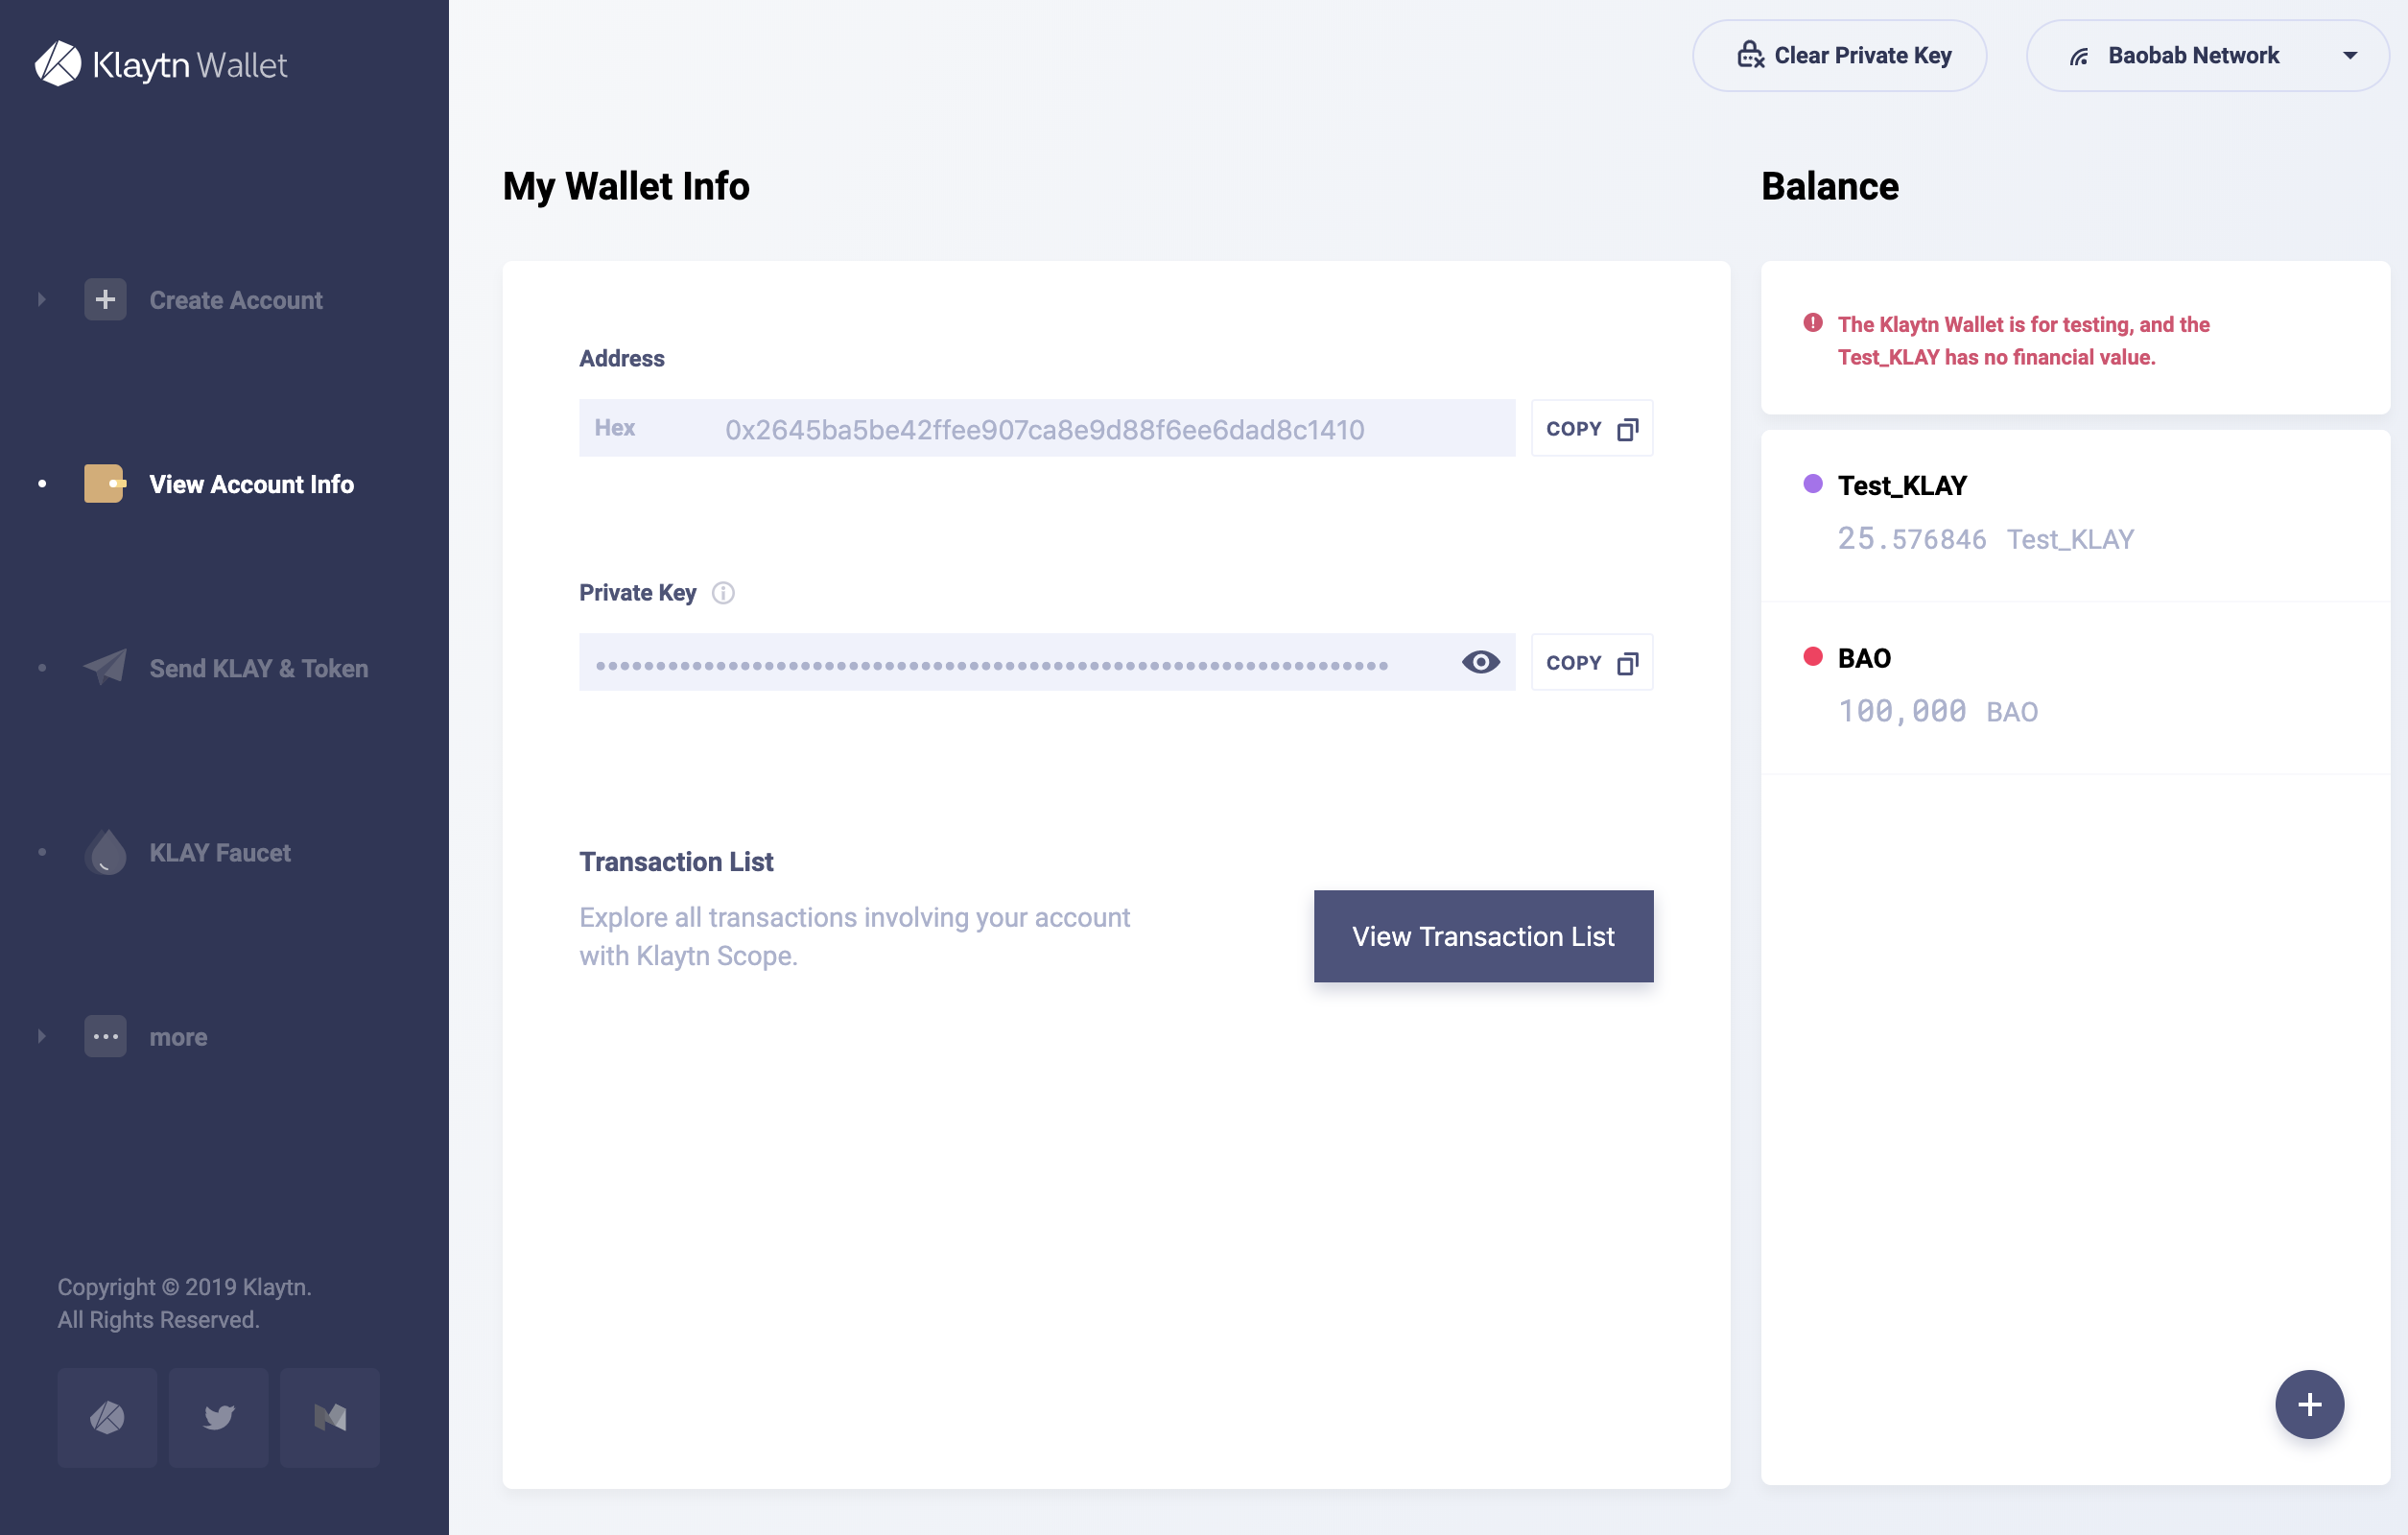 Klaytn Wallet
Clear Private Key
Baobab Network
Create Account
View Account Info
Send KLAY & Token
KLAY Faucet
more
Copyright © 2019 Klaytn.
All Rights Reserved.
My Wallet Info
Address
Hex 0x2645ba5be42ffee907ca8e9d88f6ee6dad8c1410 COPY
Private Key
COPY
Transaction List
Explore all transactions involving your account
with Klaytn Scope.
View Transaction List
Balance
The Klaytn Wallet is for testing, and the
Test_KLAY has no financial value.
Test_KLAY
25.576846 Test_KLAY
BAO
100,000 BAO